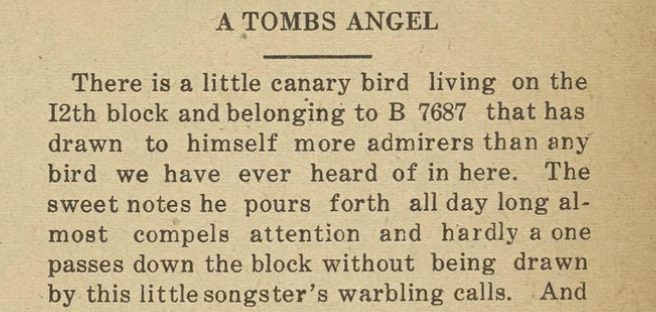 A TOMBS ANGEL
There is a little canary bird living on the
I2th block and belonging to B 7687 that has
drawn to himself more admirers than any
bird we have ever heard of in here. The
sweet notes he pours forth all day long al-
most compels attention and hardly a one
passes down the block without being drawn
by this little songster's warbling calls. And